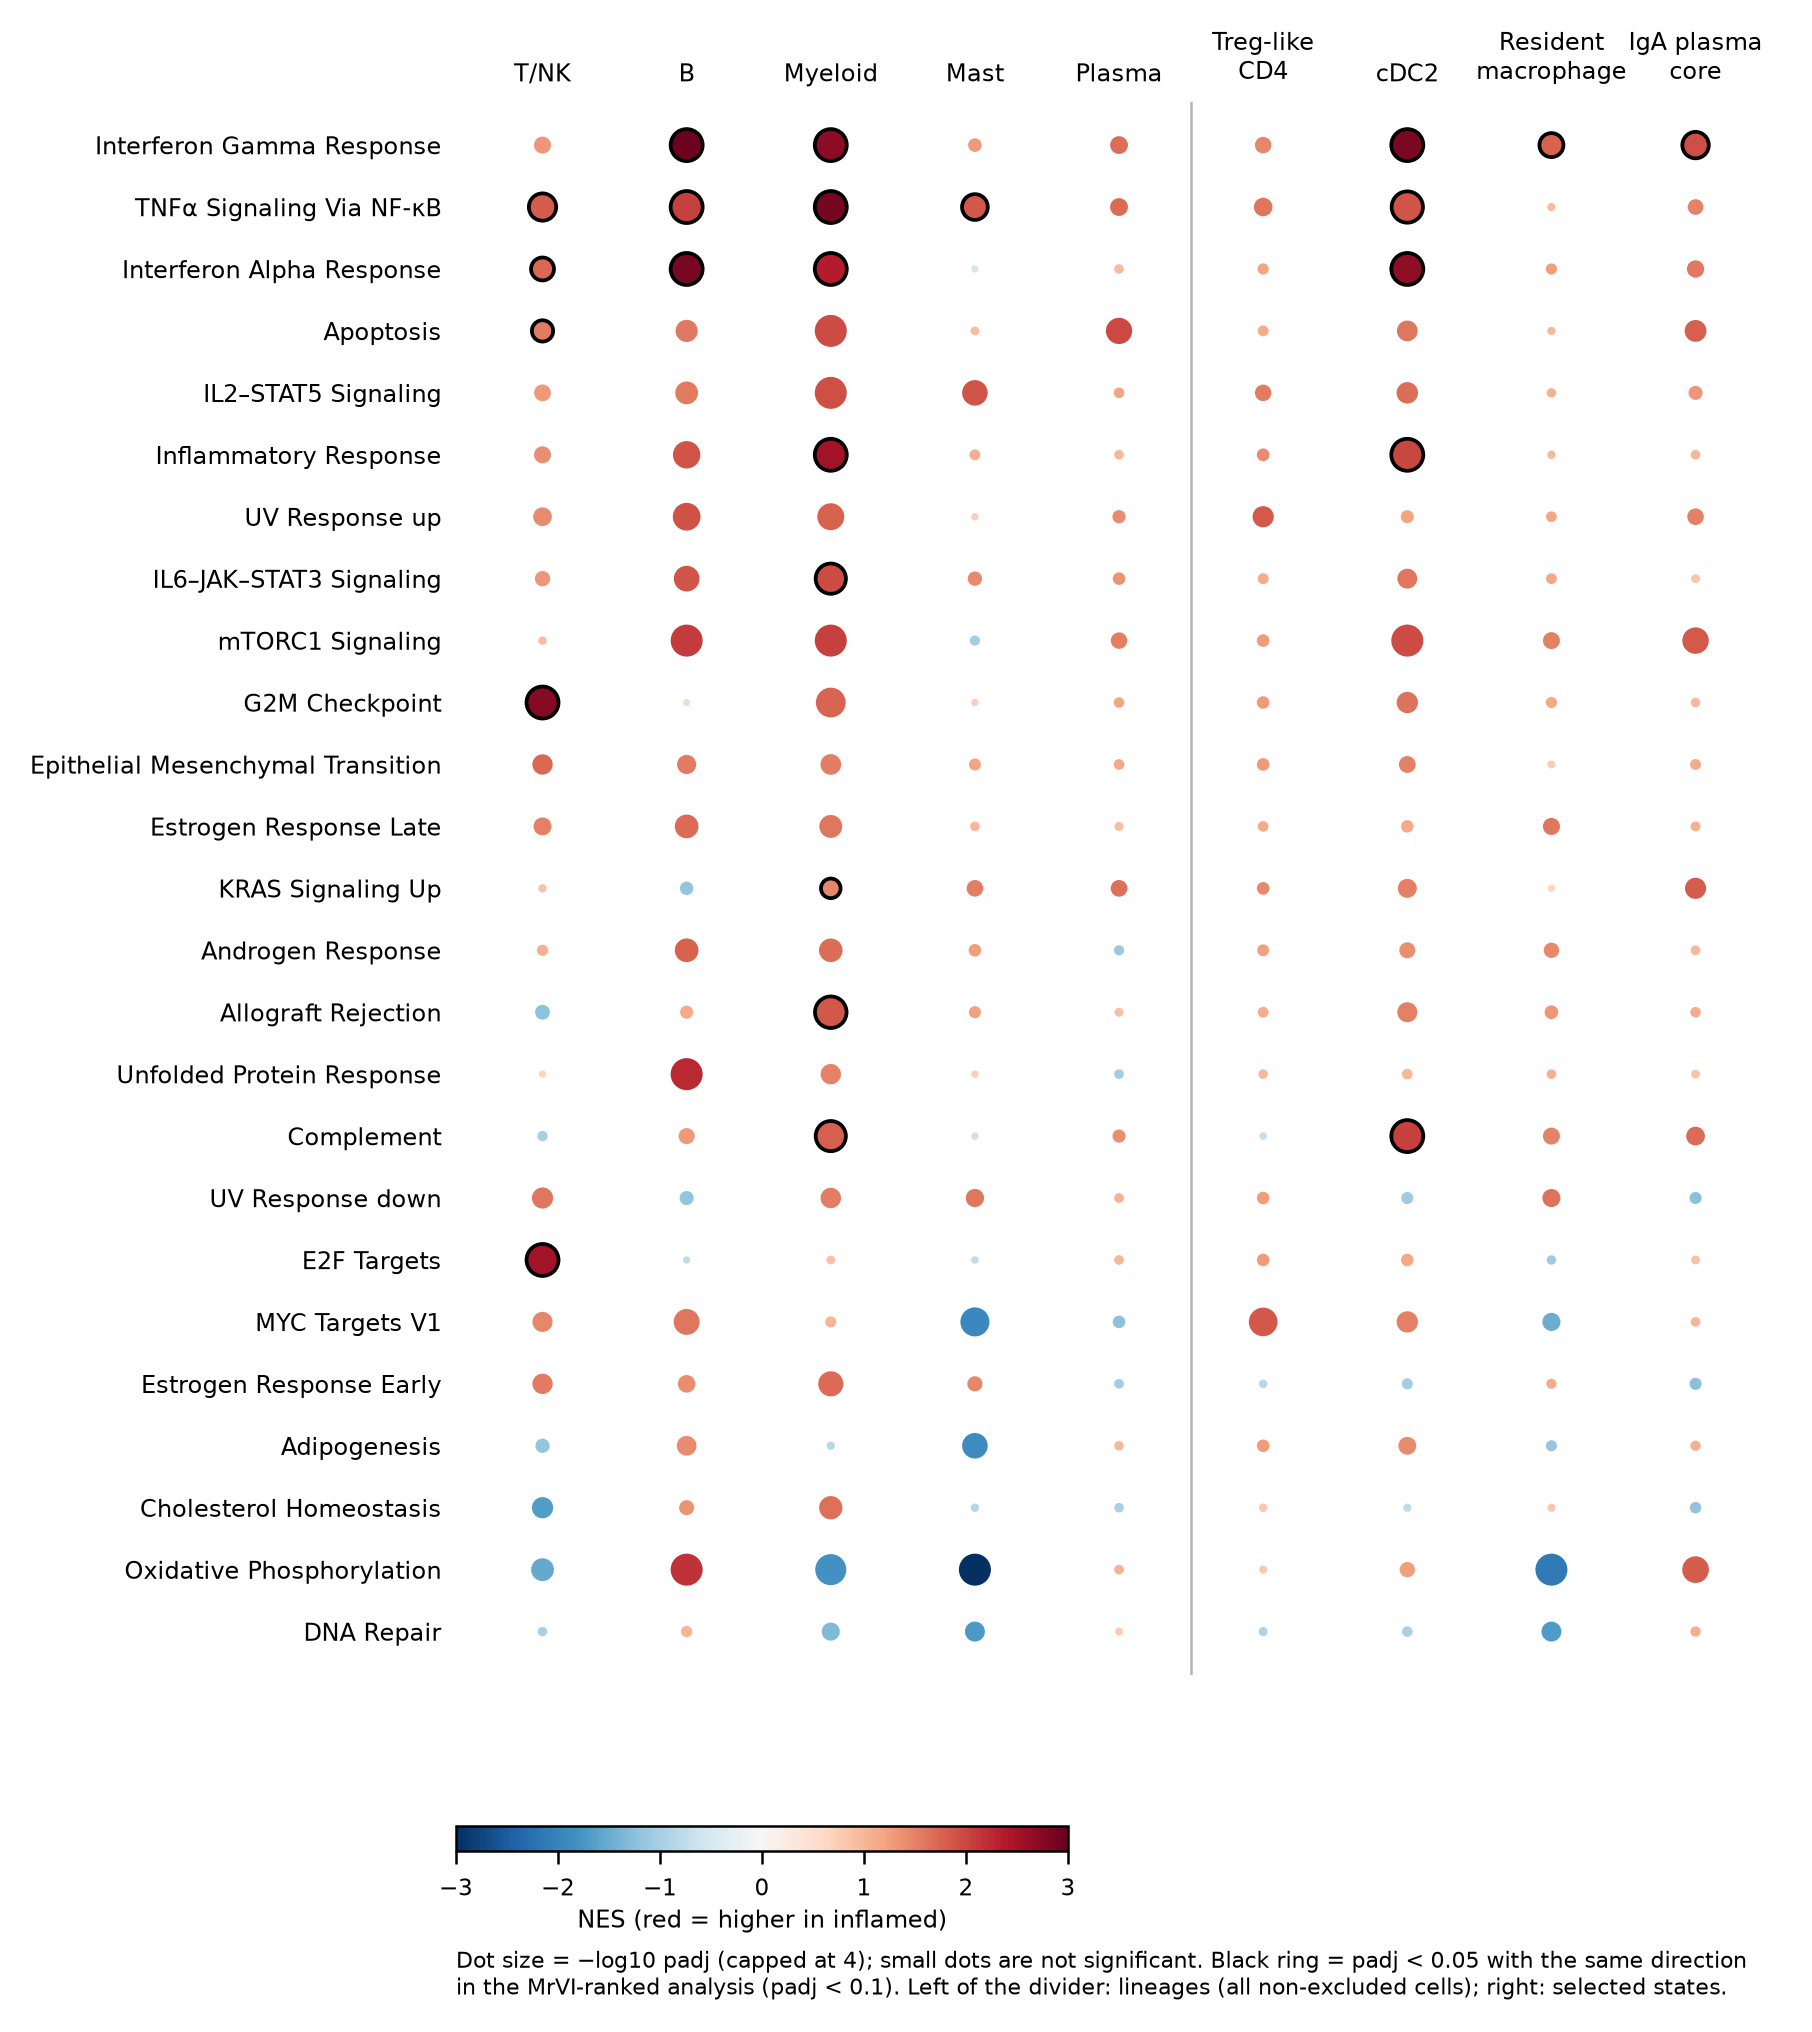 Treg-like
Resident
IgA plasma
T/NK
B
Myeloid
Mast
Plasma
CD4
cDC2
macrophage
core
Interferon Gamma Response
TNFα Signaling Via NF-κB
Interferon Alpha Response
Apoptosis
IL2–STAT5 Signaling
Inflammatory Response
UV Response up
IL6–JAK–STAT3 Signaling
mTORC1 Signaling
G2M Checkpoint
Epithelial Mesenchymal Transition
Estrogen Response Late
KRAS Signaling Up
Androgen Response
Allograft Rejection
Unfolded Protein Response
Complement
UV Response down
E2F Targets
MYC Targets V1
Estrogen Response Early
Adipogenesis
Cholesterol Homeostasis
Oxidative Phosphorylation
DNA Repair
−3
−2
−1
0
1
2
3
NES (red = higher in inflamed)
Dot size = −log10 padj (capped at 4); small dots are not significant. Black ring = padj < 0.05 with the same direction
in the MrVI-ranked analysis (padj < 0.1). Left of the divider: lineages (all non-excluded cells); right: selected states.